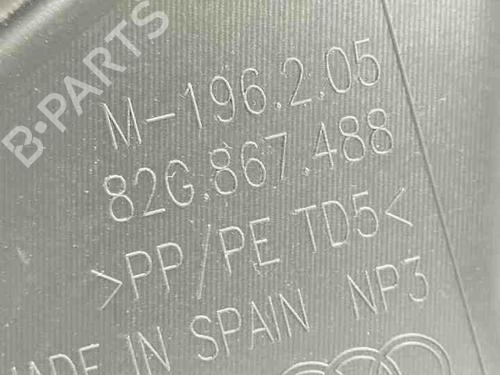 B-PARTS
M-196.2.05
82G.867.488
>PP/PE TD5<
MADE IN SPAIN NP3